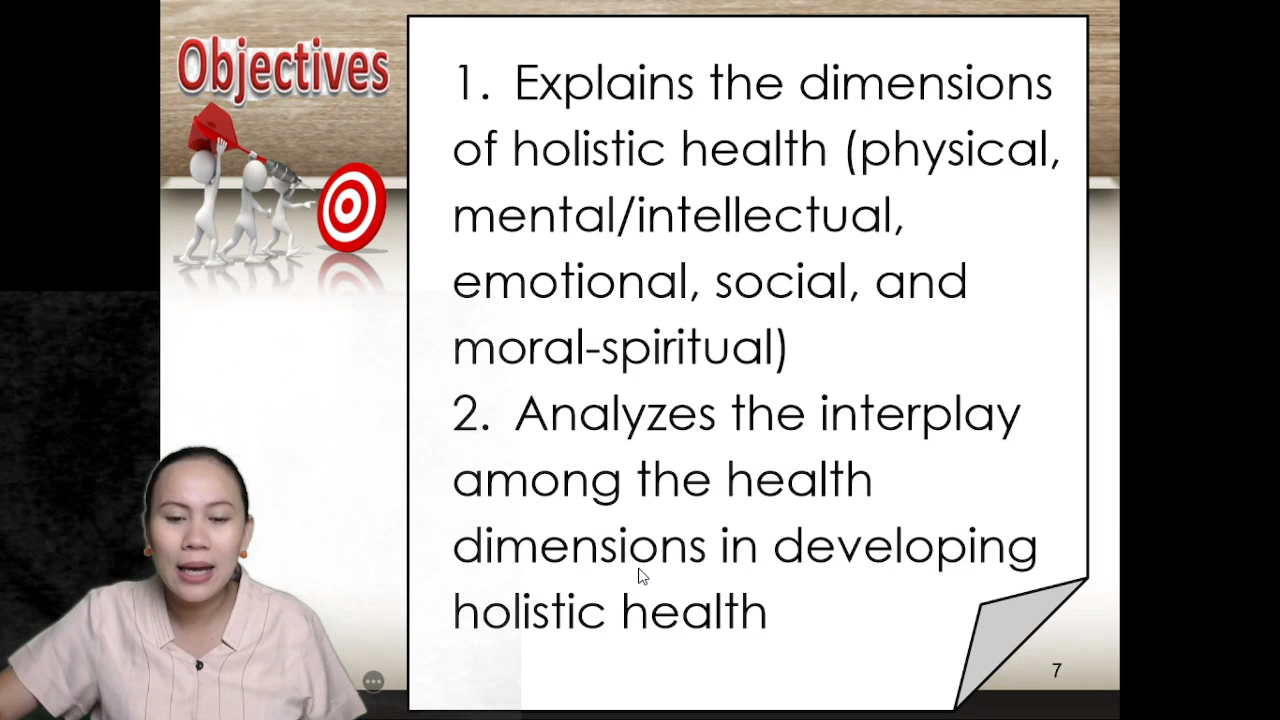 Objectives
1. Explains the dimensions
of holistic health (physical,
mental/intellectual,
emotional, social, and
moral-spiritual)
2. Analyzes the interplay
among the health
dimensions in developing
holistic health
7